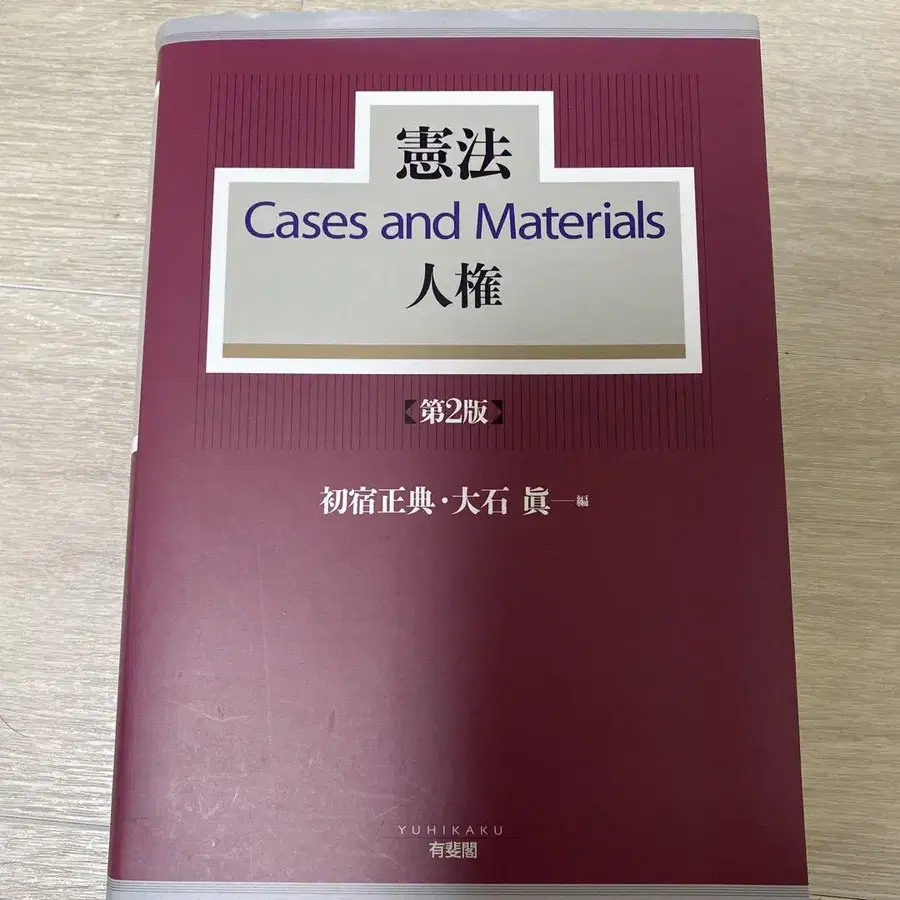 憲法
Cases and Materials
人権
第2版
初宿正典・大石 眞―編
YUHIKAKU
有斐閣